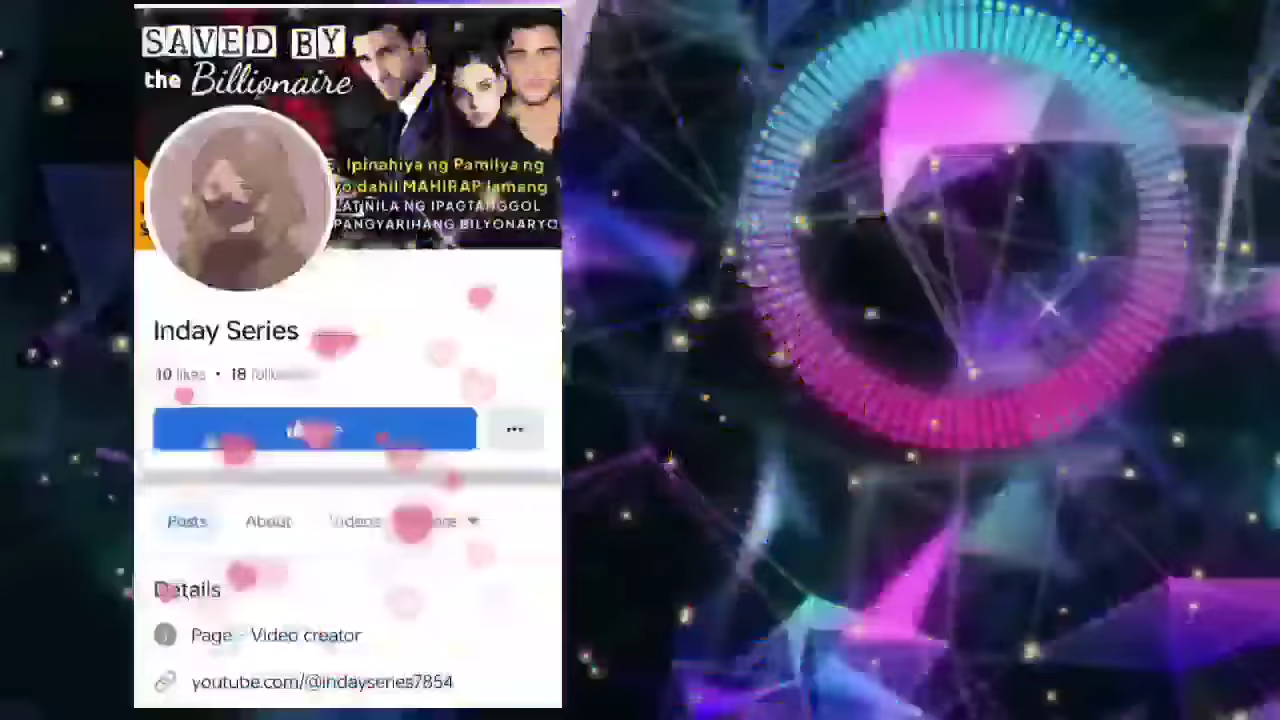 SAVED BY
the Billionaire
Ipinahiya ng Pamilya ng
dahil MAHIRAP lamang
NILA NG IPAGTANGGOL
PANGYARIHANG BILYONARYO
Inday Series
10 likes • 18
...
Posts About Videos
Details
Page · Video creator
youtube.com/@indayseries7854